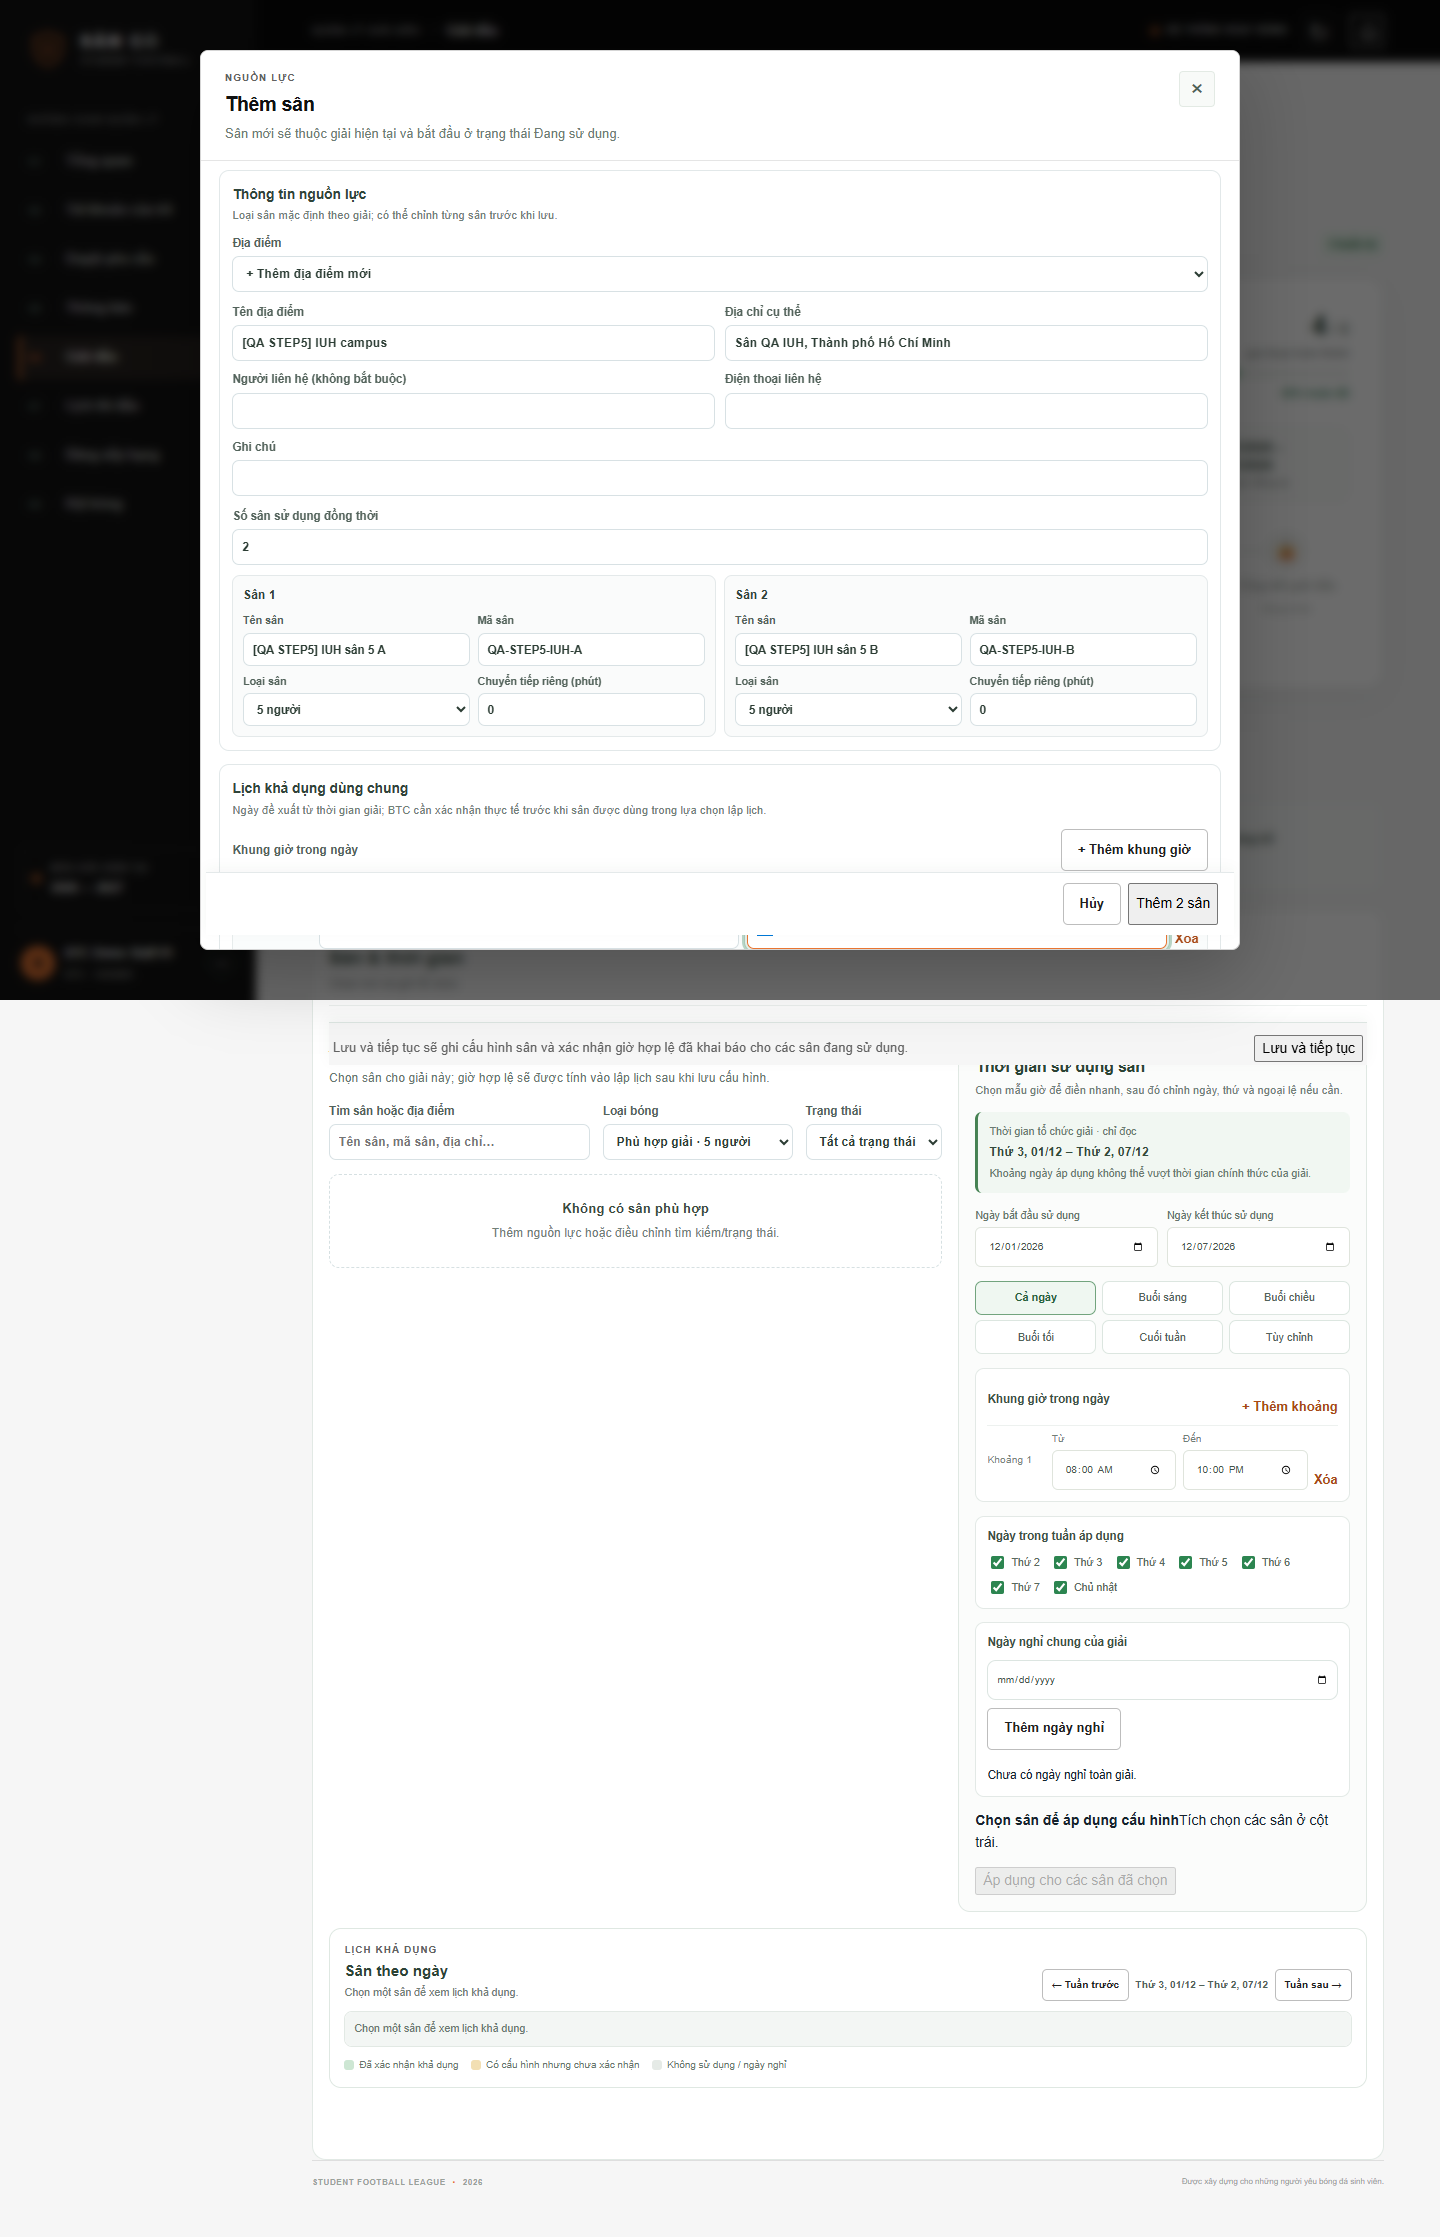 NGUỒN LỰC
Thêm sân
Sân mới sẽ thuộc giải hiện tại và bắt đầu ở trạng thái Đang sử dụng.
×
Thông tin nguồn lực
Loại sân mặc định theo giải; có thể chỉnh từng sân trước khi lưu.
Địa điểm
+ Thêm địa điểm mới
Tên địa điểm
Địa chỉ cụ thể
[QA STEP5] IUH campus
Sân QA IUH, Thành phố Hồ Chí Minh
Người liên hệ (không bắt buộc)
Điện thoại liên hệ
Ghi chú
Số sân sử dụng đồng thời
2
Sân 1
Tên sân
Mã sân
[QA STEP5] IUH sân 5 A
QA-STEP5-IUH-A
Loại sân
Chuyển tiếp riêng (phút)
5 người
0
Sân 2
Tên sân
Mã sân
[QA STEP5] IUH sân 5 B
QA-STEP5-IUH-B
Loại sân
Chuyển tiếp riêng (phút)
5 người
0
Lịch khả dụng dùng chung
Ngày đề xuất từ thời gian giải; BTC cần xác nhận thực tế trước khi sân được dùng trong lựa chọn lập lịch.
Khung giờ trong ngày
+ Thêm khung giờ
Hủy
Thêm 2 sân
Xóa
Lưu và tiếp tục sẽ ghi cấu hình sân và xác nhận giờ hợp lệ đã khai báo cho các sân đang sử dụng.
Lưu và tiếp tục
Chọn sân cho giải này; giờ hợp lệ sẽ được tính vào lập lịch sau khi lưu cấu hình.
Tìm sân hoặc địa điểm
Loại bóng
Trạng thái
Tên sân, mã sân, địa chỉ...
Phù hợp giải · 5 người
Tất cả trạng thái
Không có sân phù hợp
Thêm nguồn lực hoặc điều chỉnh tìm kiếm/trạng thái.
Thời gian sử dụng sân
Chọn mẫu giờ để điền nhanh, sau đó chỉnh ngày, thứ và ngoại lệ nếu cần.
Thời gian tổ chức giải · chỉ đọc
Thứ 3, 01/12 – Thứ 2, 07/12
Khoảng ngày áp dụng không thể vượt thời gian chính thức của giải.
Ngày bắt đầu sử dụng
Ngày kết thúc sử dụng
12/01/2026
12/07/2026
Cả ngày
Buổi sáng
Buổi chiều
Buổi tối
Cuối tuần
Tùy chỉnh
Khung giờ trong ngày
+ Thêm khoảng
Từ
Đến
Khoảng 1
08:00 AM
10:00 PM
Xóa
Ngày trong tuần áp dụng
Thứ 2
Thứ 3
Thứ 4
Thứ 5
Thứ 6
Thứ 7
Chủ nhật
Ngày nghỉ chung của giải
mm/dd/yyyy
Thêm ngày nghỉ
Chưa có ngày nghỉ toàn giải.
Chọn sân để áp dụng cấu hìnhTích chọn các sân ở cột
trái.
Áp dụng cho các sân đã chọn
LỊCH KHẢ DỤNG
Sân theo ngày
Chọn một sân để xem lịch khả dụng.
← Tuần trước
Thứ 3, 01/12 – Thứ 2, 07/12
Tuần sau →
Chọn một sân để xem lịch khả dụng.
Đã xác nhận khả dụng
Có cấu hình nhưng chưa xác nhận
Không sử dụng / ngày nghỉ
STUDENT FOOTBALL LEAGUE • 2026
Được xây dựng cho những người yêu bóng đá sinh viên.